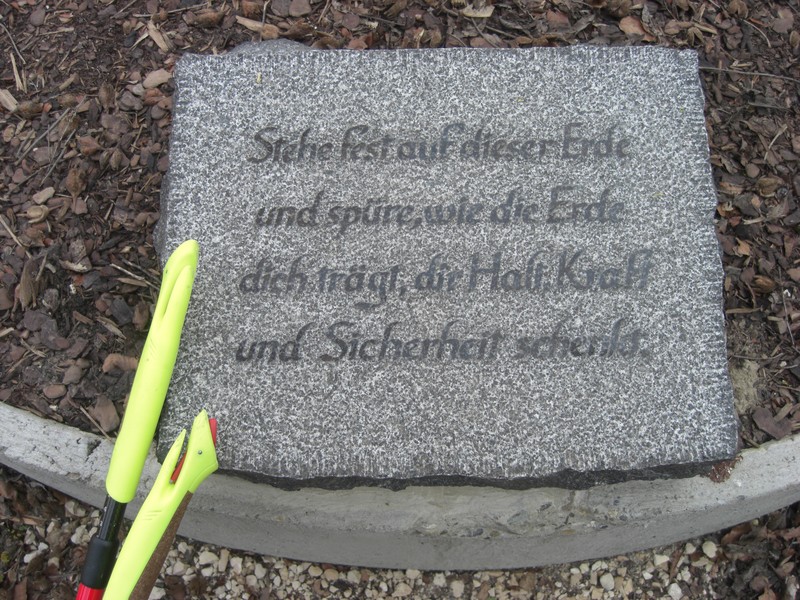 Stehe fest auf dieser Erde
und spüre, wie die Erde
dich trägt, dir Halt, Kraft
und Sicherheit schenkt.